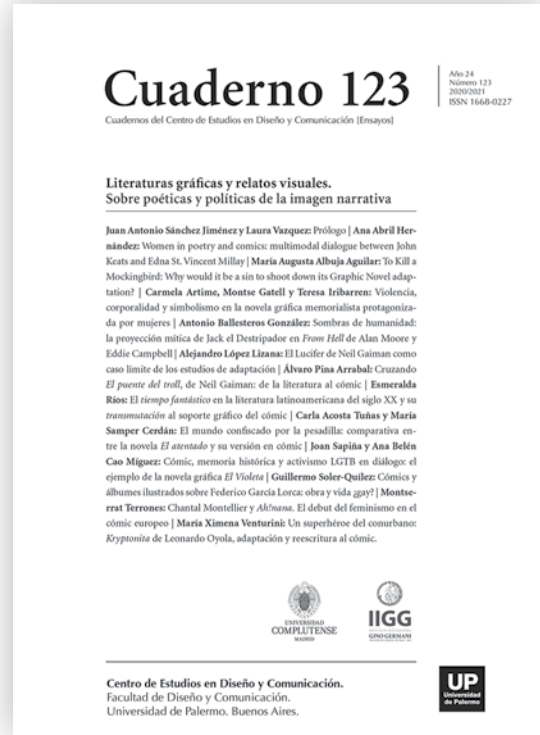 Cuaderno 123
Año 24
Número 123
2020/2021
ISSN 1668-0227
Cuadernos del Centro de Estudios en Diseño y Comunicación [Ensayos]
Literaturas gráficas y relatos visuales.
Sobre poéticas y políticas de la imagen narrativa
Juan Antonio Sánchez Jiménez y Laura Vazquez: Prólogo | Ana Abril Her-
nández: Women in poetry and comics: multimodal dialogue between John
Keats and Edna St. Vincent Millay | María Augusta Albuja Aguilar: To Kill a
Mockingbird: Why would it be a sin to shoot down its Graphic Novel adap-
tation? | Carmela Artime, Montse Gatell y Teresa Iribarren: Violencia,
corporalidad y simbolismo en la novela gráfica memorialista protagoniza-
da por mujeres | Antonio Ballesteros González: Sombras de humanidad:
la proyección mítica de Jack el Destripador en From Hell de Alan Moore y
Eddie Campbell | Alejandro López Lizana: El Lucifer de Neil Gaiman como
caso límite de los estudios de adaptación | Álvaro Pina Arrabal: Cruzando
El puente del troll, de Neil Gaiman: de la literatura al cómic | Esmeralda
Ríos: El tiempo fantástico en la literatura latinoamericana del siglo XX y su
transmutación al soporte gráfico del cómic | Carla Acosta Tuñas y María
Samper Cerdán: El mundo confiscado por la pesadilla: comparativa en-
tre la novela El atentado y su versión en cómic | Joan Sapiña y Ana Belén
Cao Míguez: Cómic, memoria histórica y activismo LGTB en diálogo: el
ejemplo de la novela gráfica El Violeta | Guillermo Soler-Quílez: Cómics y
álbumes ilustrados sobre Federico García Lorca: obra y vida ¿gay? | Montse-
rrat Terrones: Chantal Montellier y Ah!nana. El debut del feminismo en el
cómic europeo | María Ximena Venturini: Un superhéroe del conurbano:
Kryptonita de Leonardo Oyola, adaptación y reescritura al cómic.
UNIVERSIDAD
COMPLUTENSE
MADRID
IIGG
GINO GERMANI
Centro de Estudios en Diseño y Comunicación.
Facultad de Diseño y Comunicación.
Universidad de Palermo. Buenos Aires.
UP
Universidad
de Palermo